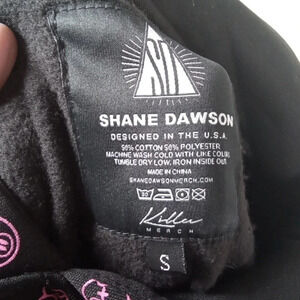 SD
SHANE DAWSON
DESIGNED IN THE U.S.A.
50% COTTON 50% POLYESTER
MACHINE WASH COLD WITH LIKE COLORS
TUMBLE DRY LOW. IRON INSIDE OUT
MADE IN CHINA
SHANEDAWSONMERCH.COM
Killer
MERCH
S